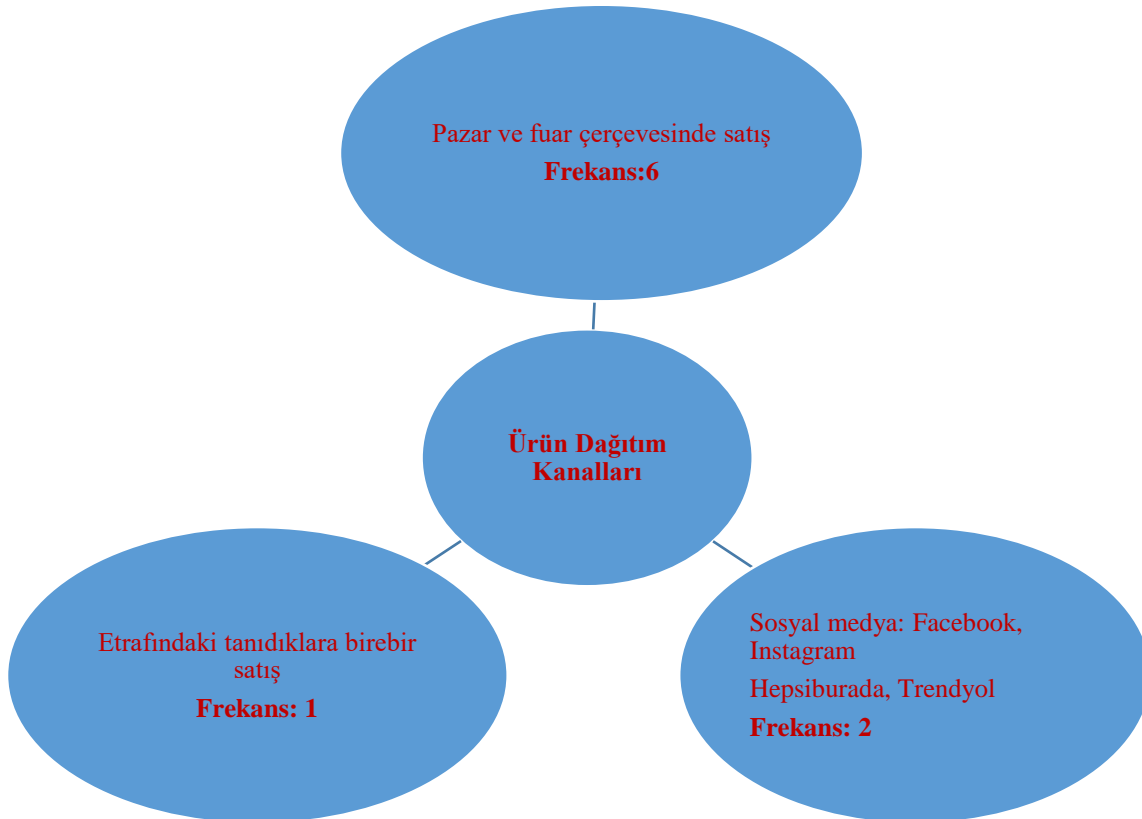 Pazar ve fuar çerçevesinde satış
Frekans:6
Ürün Dağıtım
Kanalları
Etrafındaki tanıdıklara birebir
satış
Frekans: 1
Sosyal medya: Facebook,
Instagram
Hepsiburada, Trendyol
Frekans: 2